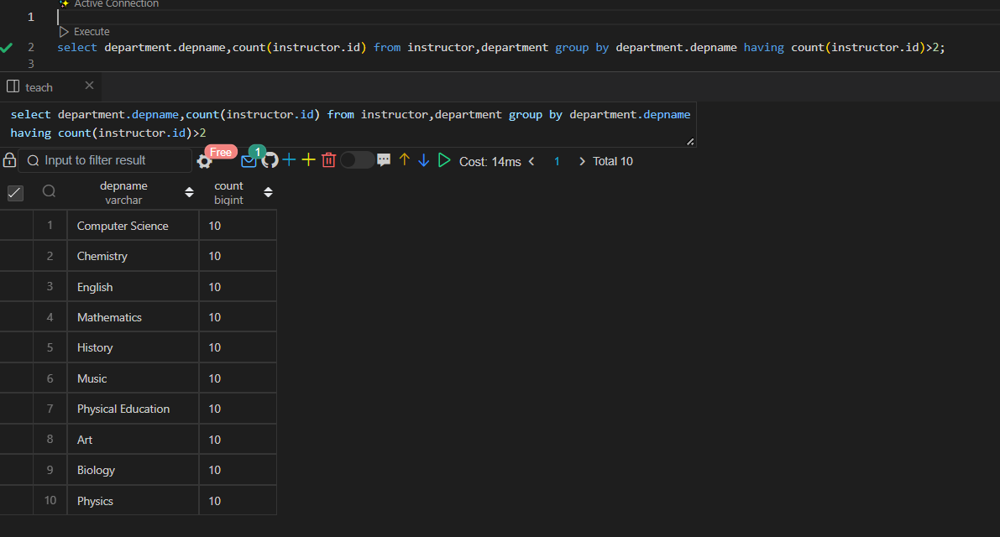 Active Connection
1
Execute
2 select department.depname,count(instructor.id) from instructor,department group by department.depname having count(instructor.id)>2;
3
teach
select department.depname,count(instructor.id) from instructor,department group by department.depname
having count(instructor.id)>2
Input to filter result Free 1 Cost: 14ms 1 Total 10
depname count
varchar bigint
1 Computer Science 10
2 Chemistry 10
3 English 10
4 Mathematics 10
5 History 10
6 Music 10
7 Physical Education 10
8 Art 10
9 Biology 10
10 Physics 10